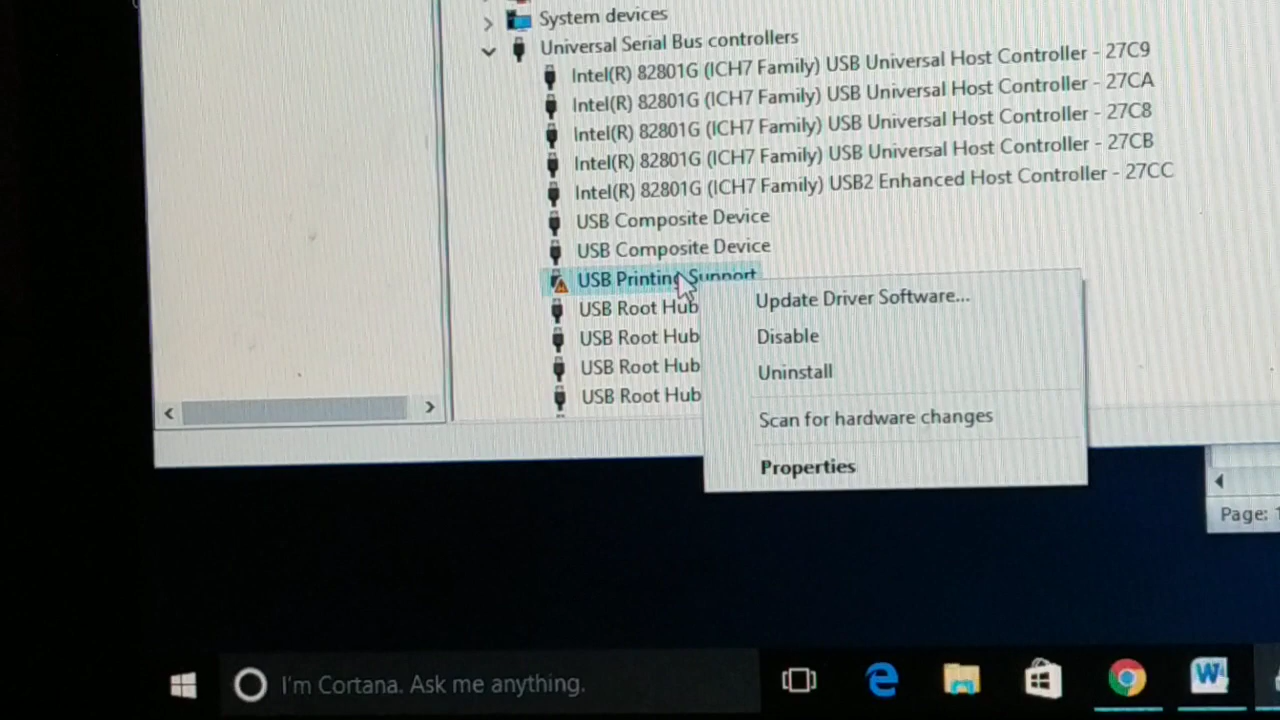 System devices
Universal Serial Bus controllers
Intel(R) 82801G (ICH7 Family) USB Universal Host Controller - 27C9
Intel(R) 82801G (ICH7 Family) USB Universal Host Controller - 27CA
Intel(R) 82801G (ICH7 Family) USB Universal Host Controller - 27C8
Intel(R) 82801G (ICH7 Family) USB Universal Host Controller - 27CB
Intel(R) 82801G (ICH7 Family) USB2 Enhanced Host Controller - 27CC
USB Composite Device
USB Composite Device
USB Printing Support
USB Root Hub
USB Root Hub
USB Root Hub
USB Root Hub
Update Driver Software...
Disable
Uninstall
Scan for hardware changes
Properties
Page: 1
I'm Cortana. Ask me anything.
W